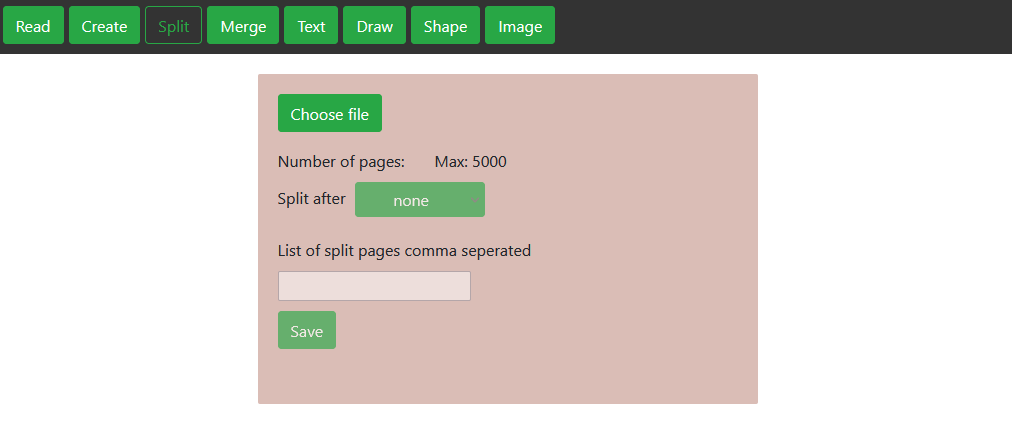 Read Create Split Merge Text Draw Shape Image
Choose file
Number of pages: Max: 5000
Split after none
List of split pages comma seperated
Save